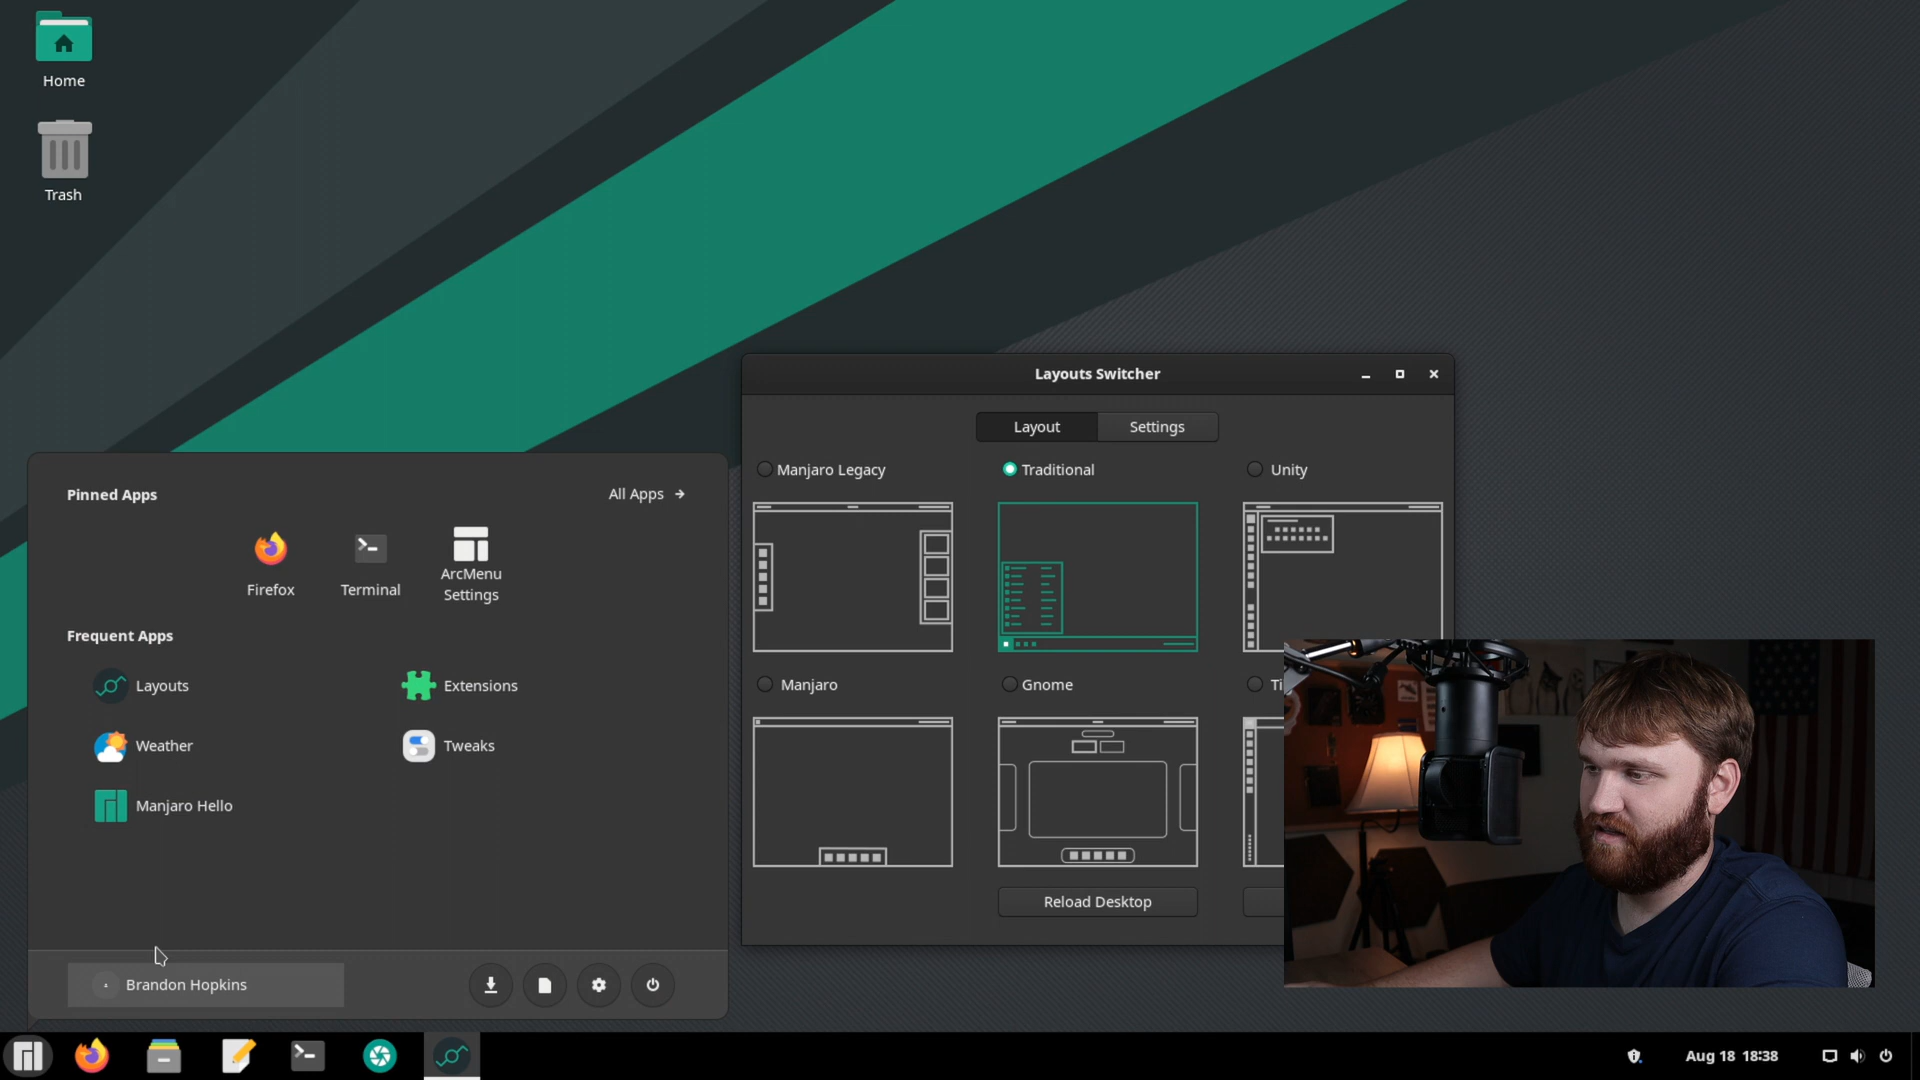 Home
Trash
Layouts Switcher
Layout
Settings
Manjaro Legacy
Traditional
Unity
Manjaro
Gnome
Reload Desktop
Pinned Apps
All Apps
Firefox
Terminal
ArcMenu
Settings
Frequent Apps
Layouts
Extensions
Weather
Tweaks
Manjaro Hello
Brandon Hopkins
Aug 18 18:38